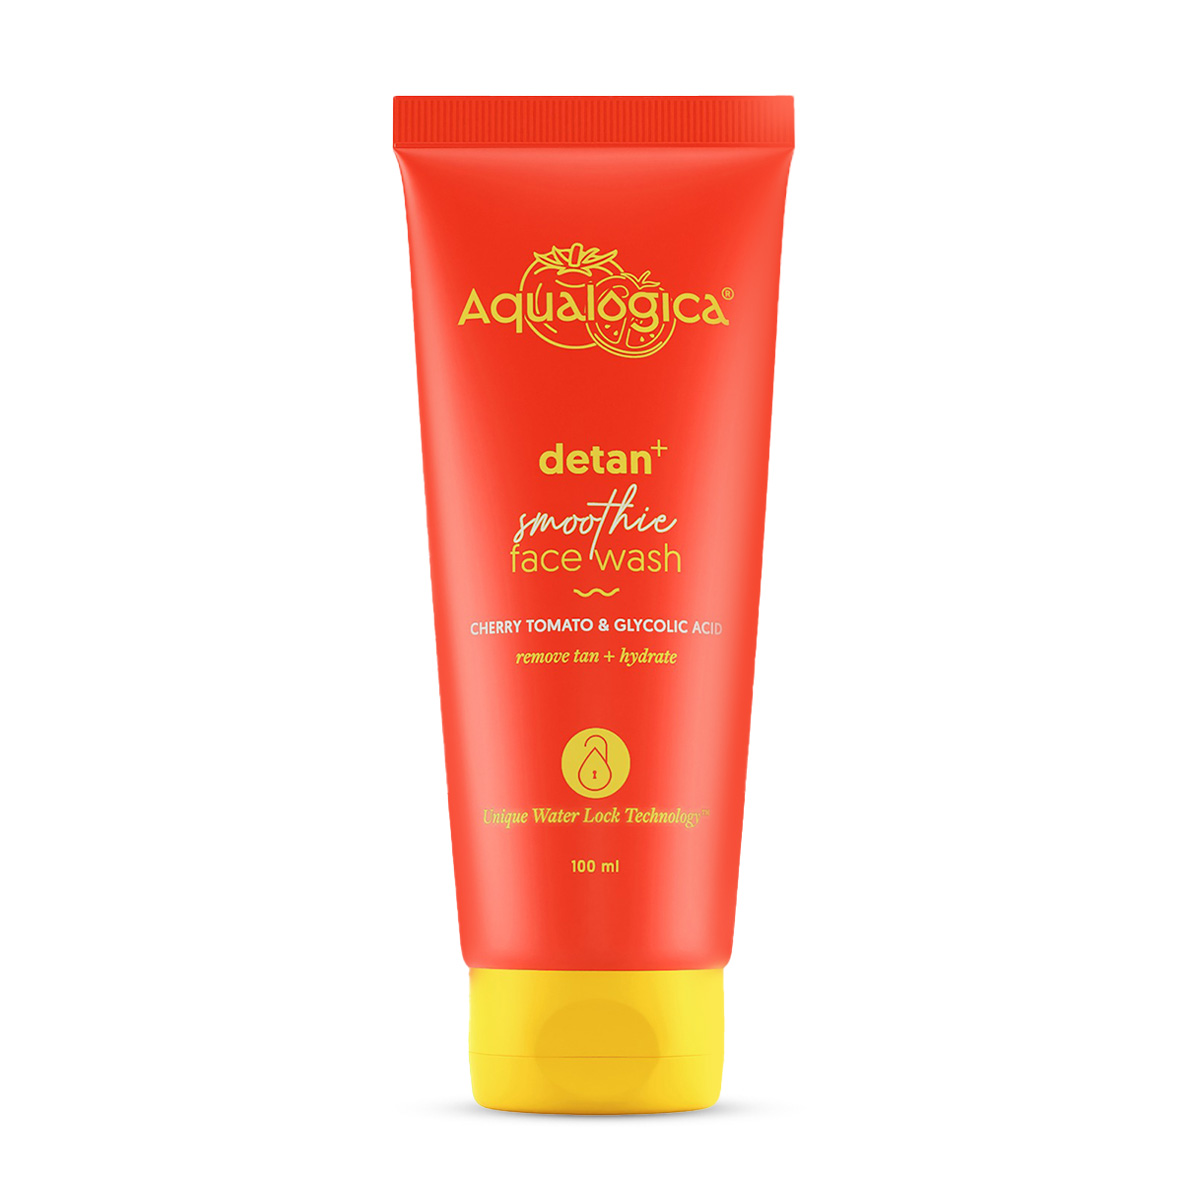 Aqualogica®
detan+
smoothie
face wash
CHERRY TOMATO & GLYCOLIC ACID
remove tan + hydrate
Unique Water Lock Technology™
100 ml